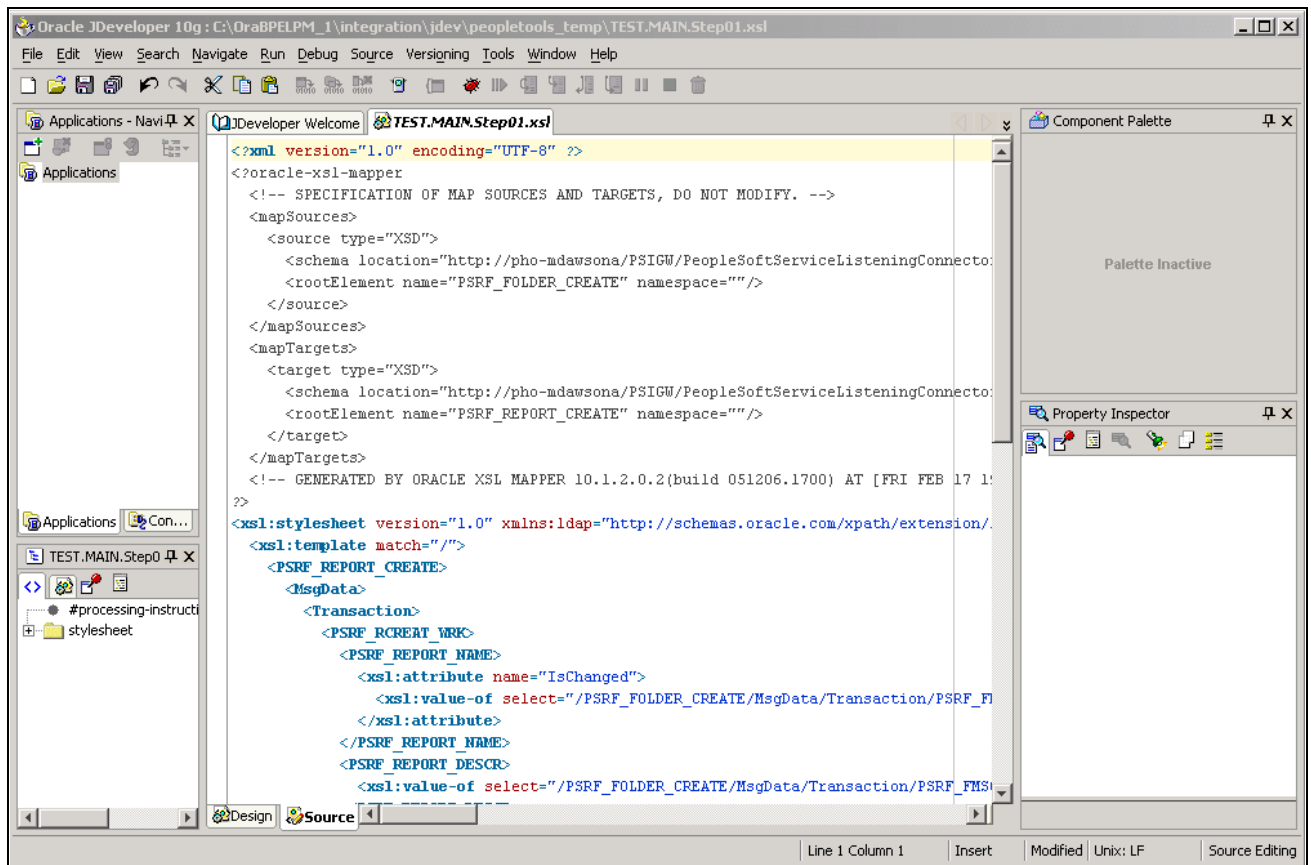 Oracle JDeveloper 10g : C:\OraBPELPM_1\integration\jdev\peopletools_temp\TEST.MAIN.Step01.xsl
File Edit View Search Navigate Run Debug Source Versioning Tools Window Help
Applications - Navi
JDeveloper Welcome
TEST.MAIN.Step01.xsl
Component Palette
Applications
<?xml version="1.0" encoding="UTF-8" ?>
<?oracle-xsl-mapper
<!-- SPECIFICATION OF MAP SOURCES AND TARGETS, DO NOT MODIFY. -->
<mapSources>
<source type="XSD">
<schema location="http://pho-mdawsona/PSIGW/PeopleSoftServiceListeningConnecto
<rootElement name="PSRF_FOLDER_CREATE" namespace=""/>
</source>
</mapSources>
<mapTargets>
<target type="XSD">
<schema location="http://pho-mdawsona/PSIGW/PeopleSoftServiceListeningConnecto
<rootElement name="PSRF_REPORT_CREATE" namespace=""/>
</target>
</mapTargets>
<!-- GENERATED BY ORACLE XSL MAPPER 10.1.2.0.2(build 051206.1700) AT [FRI FEB 17 1
?>
<xsl:stylesheet version="1.0" xmlns:ldap="http://schemas.oracle.com/xpath/extension/
<xsl:template match="/">
<PSRF_REPORT_CREATE>
<MsgData>
<Transaction>
<PSRF_RCREAT_WRK>
<PSRF_REPORT_NAME>
<xsl:attribute name="IsChanged">
<xsl:value-of select="/PSRF_FOLDER_CREATE/MsgData/Transaction/PSRF_F
</xsl:attribute>
</PSRF_REPORT_NAME>
<PSRF_REPORT_DESCR>
<xsl:value-of select="/PSRF_FOLDER_CREATE/MsgData/Transaction/PSRF_FMS
Palette Inactive
Property Inspector
Applications
Con...
TEST.MAIN.Step0
#processing-instructi
stylesheet
Design
Source
Line 1 Column 1
Insert
Modified
Unix: LF
Source Editing